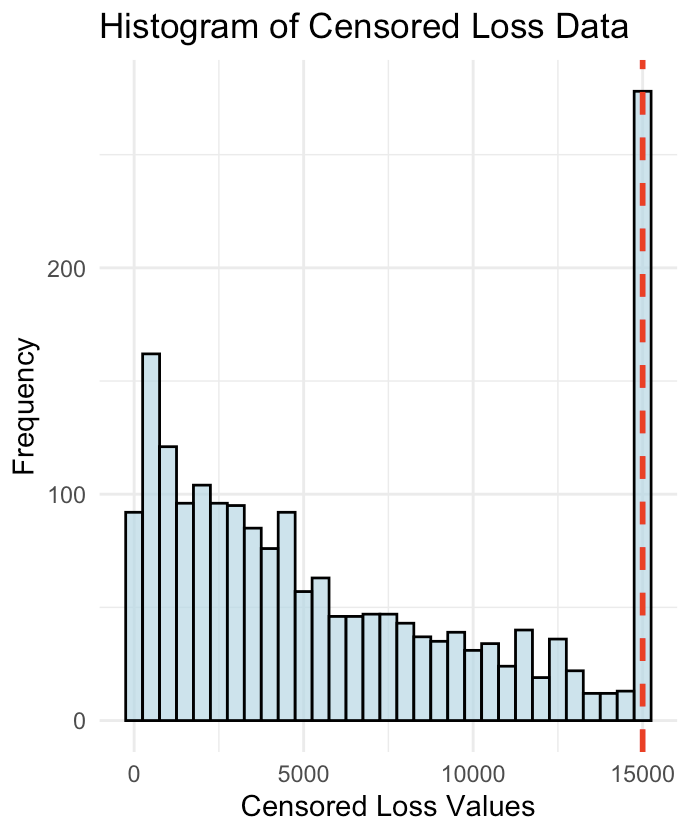 Histogram of Censored Loss Data
Frequency
200
100
0
0 5000 10000 15000
Censored Loss Values